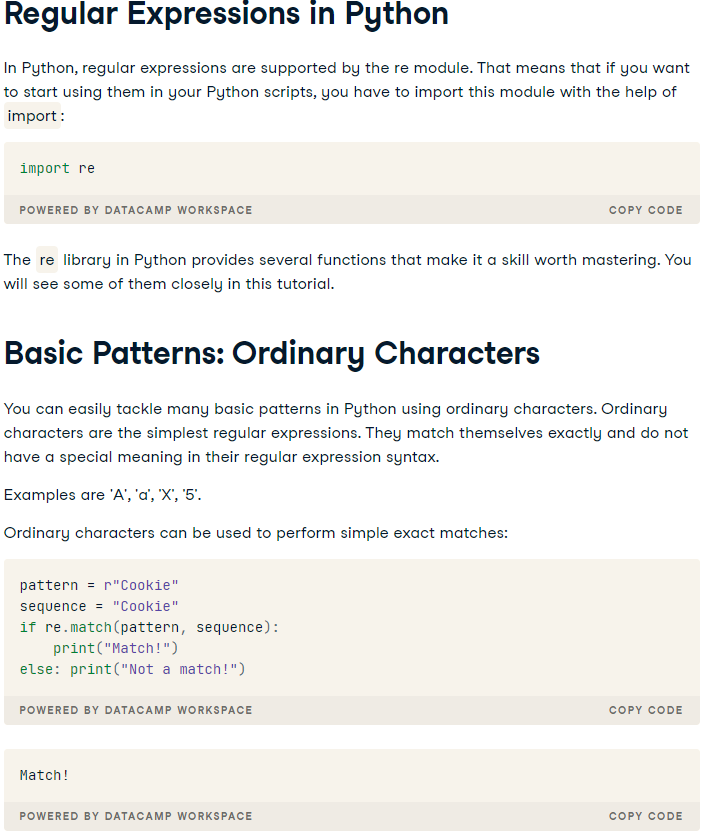 Regular Expressions in Python
In Python, regular expressions are supported by the re module. That means that if you want
to start using them in your Python scripts, you have to import this module with the help of
import:
import re
POWERED BY DATACAMP WORKSPACE COPY CODE
The re library in Python provides several functions that make it a skill worth mastering. You
will see some of them closely in this tutorial.
Basic Patterns: Ordinary Characters
You can easily tackle many basic patterns in Python using ordinary characters. Ordinary
characters are the simplest regular expressions. They match themselves exactly and do not
have a special meaning in their regular expression syntax.
Examples are 'A', 'a', 'X', '5'.
Ordinary characters can be used to perform simple exact matches:
pattern = r"Cookie"
sequence = "Cookie"
if re.match(pattern, sequence):
    print("Match!")
else: print("Not a match!")
POWERED BY DATACAMP WORKSPACE COPY CODE
Match!
POWERED BY DATACAMP WORKSPACE COPY CODE